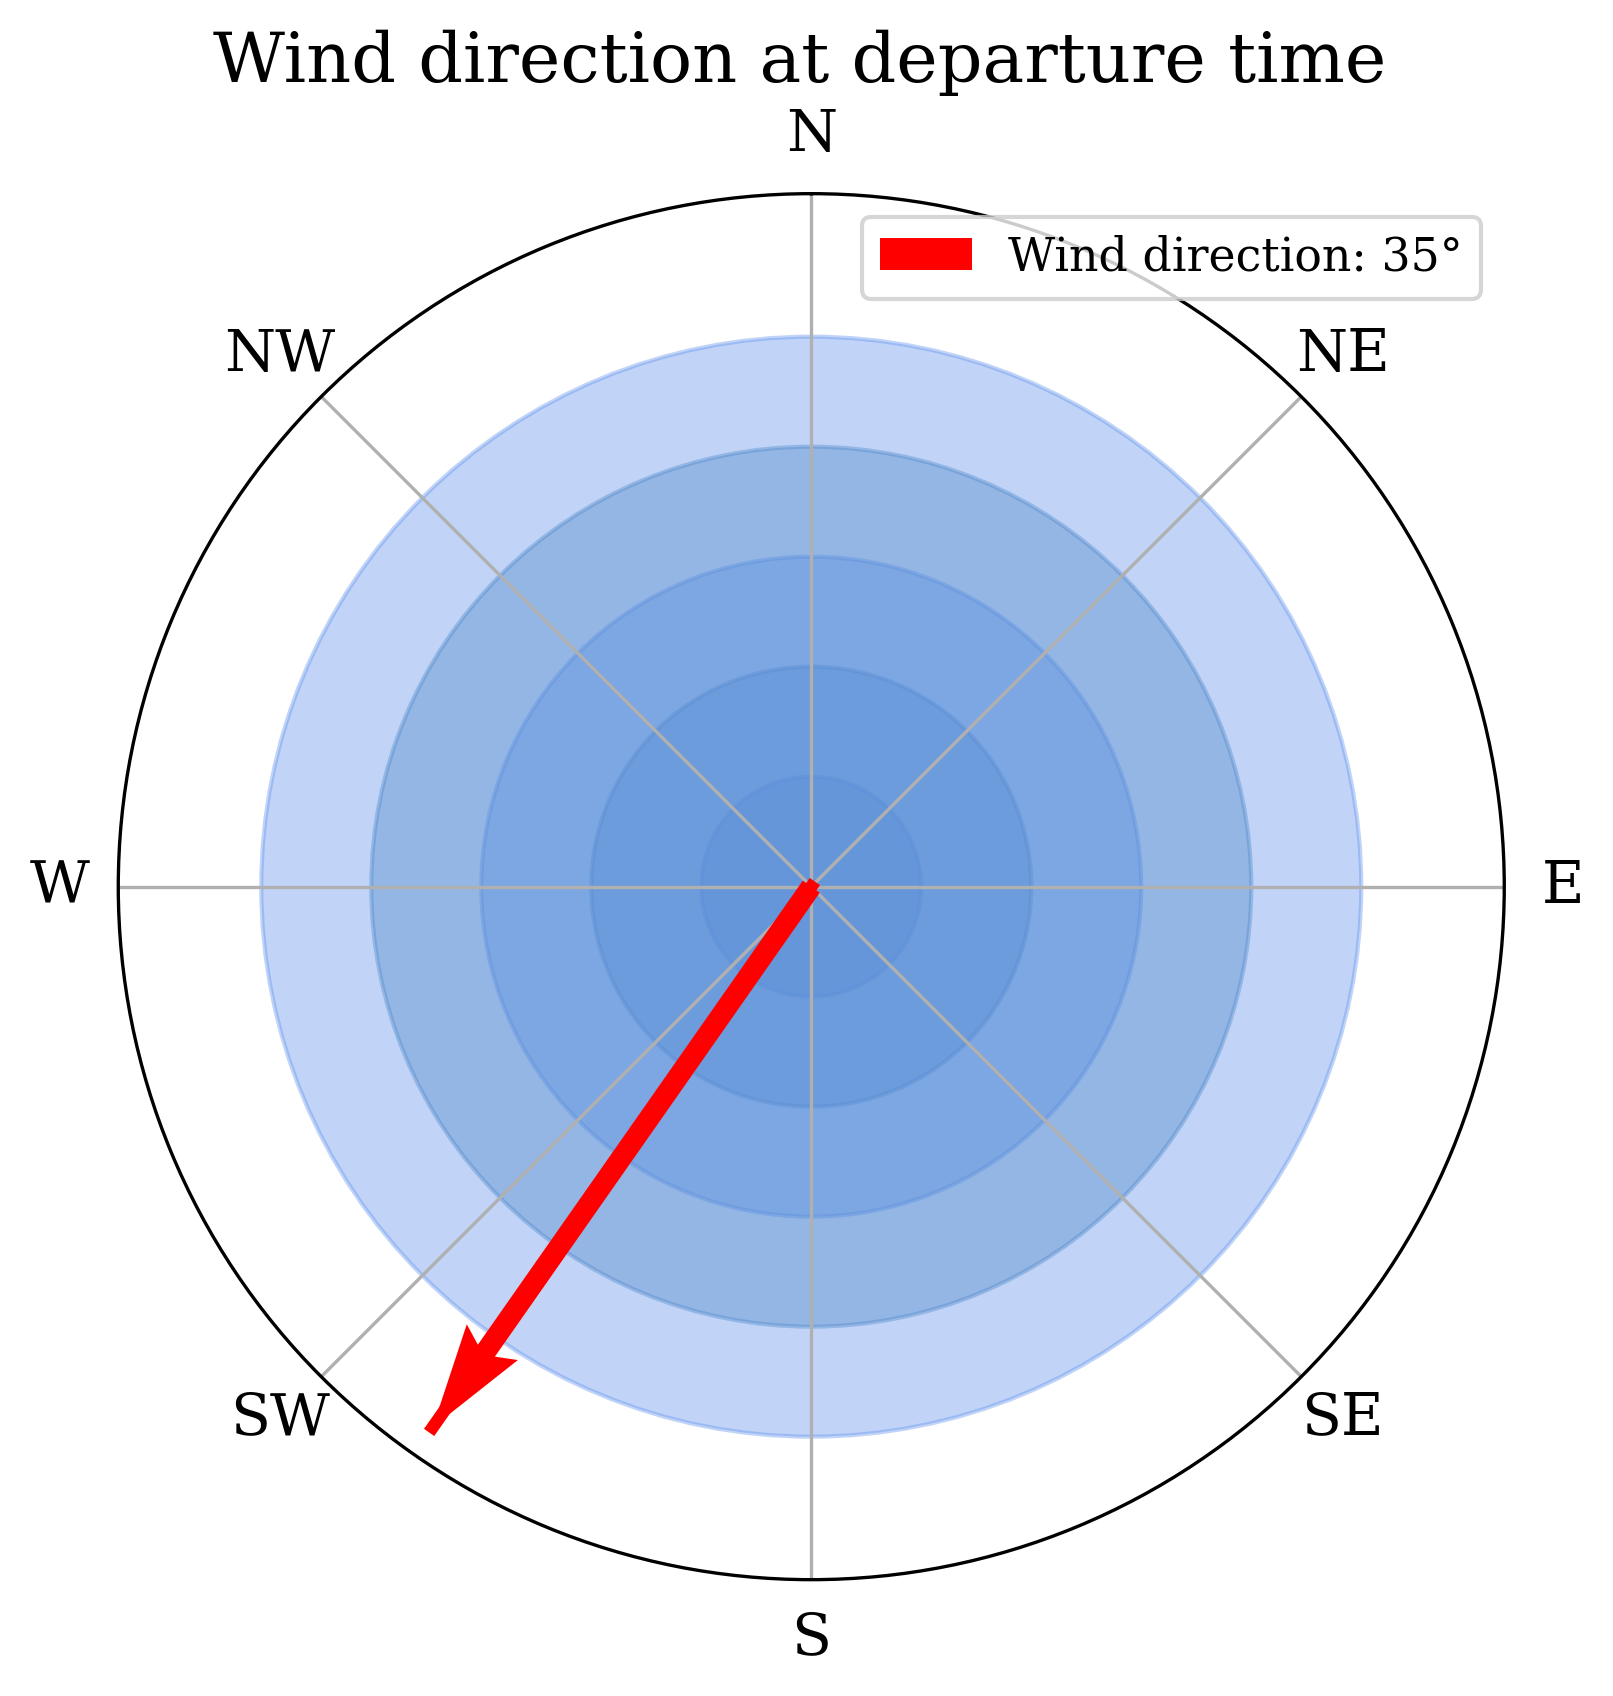 Wind direction at departure time
N
Wind direction: 35°
NW
NE
W
E
SW
SE
S